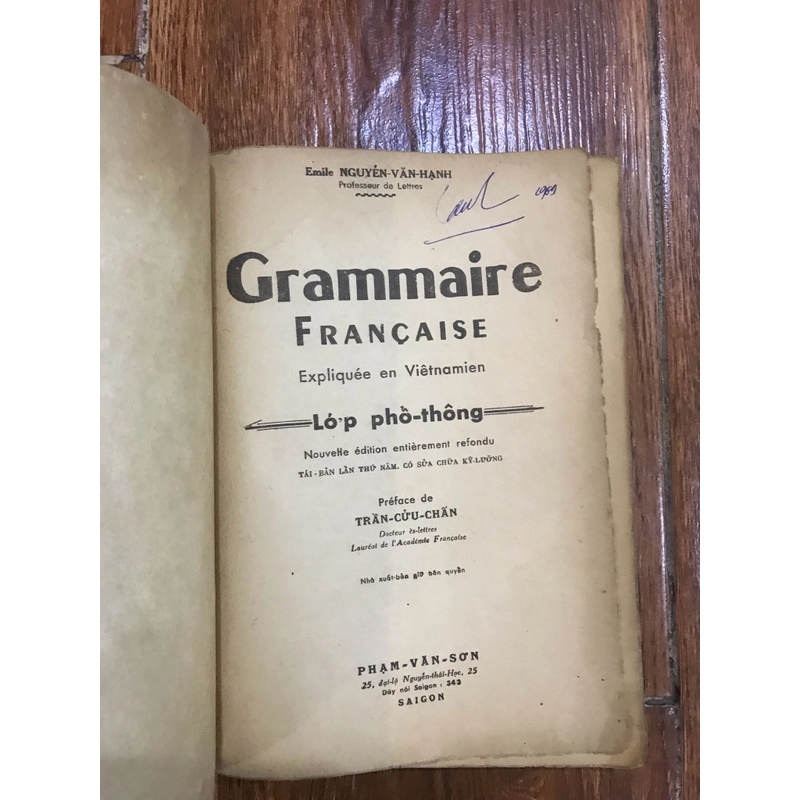 Emile NGUYỄN-VĂN-HẠNH
Professeur de Lettres
1969
Grammaire
FRANÇAISE
Expliquée en Viêtnamien
Lớp phổ-thông
Nouvelle édition entièrement refondu
TÁI-BẢN LẦN THỨ NĂM. CÓ SỬA CHỮA KỸ-LƯỠNG
Préface de
TRẦN-CỬU-CHẤN
Docteur ès-lettres
Lauréat de l'Académie Française
Nhà xuất-bản giữ bản quyền
PHẠM-VĂN-SƠN
25, đại-lộ Nguyễn-thái-Học, 25
Dây nói Saigon : 343
SAIGON